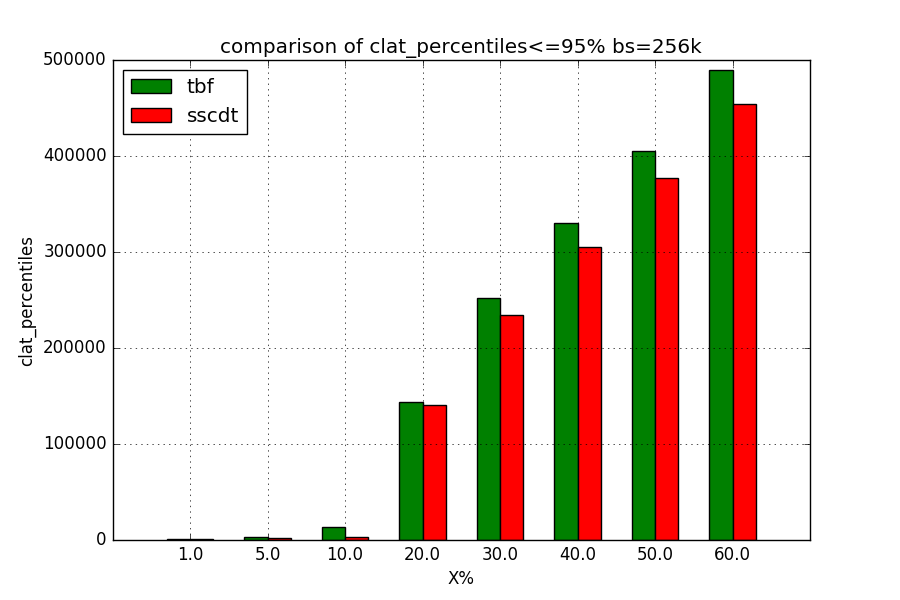 comparison of clat_percentiles<=95% bs=256k
500000
400000
300000
200000
100000
0
clat_percentiles
tbf
sscdt
1.0 5.0 10.0 20.0 30.0 40.0 50.0 60.0
X%